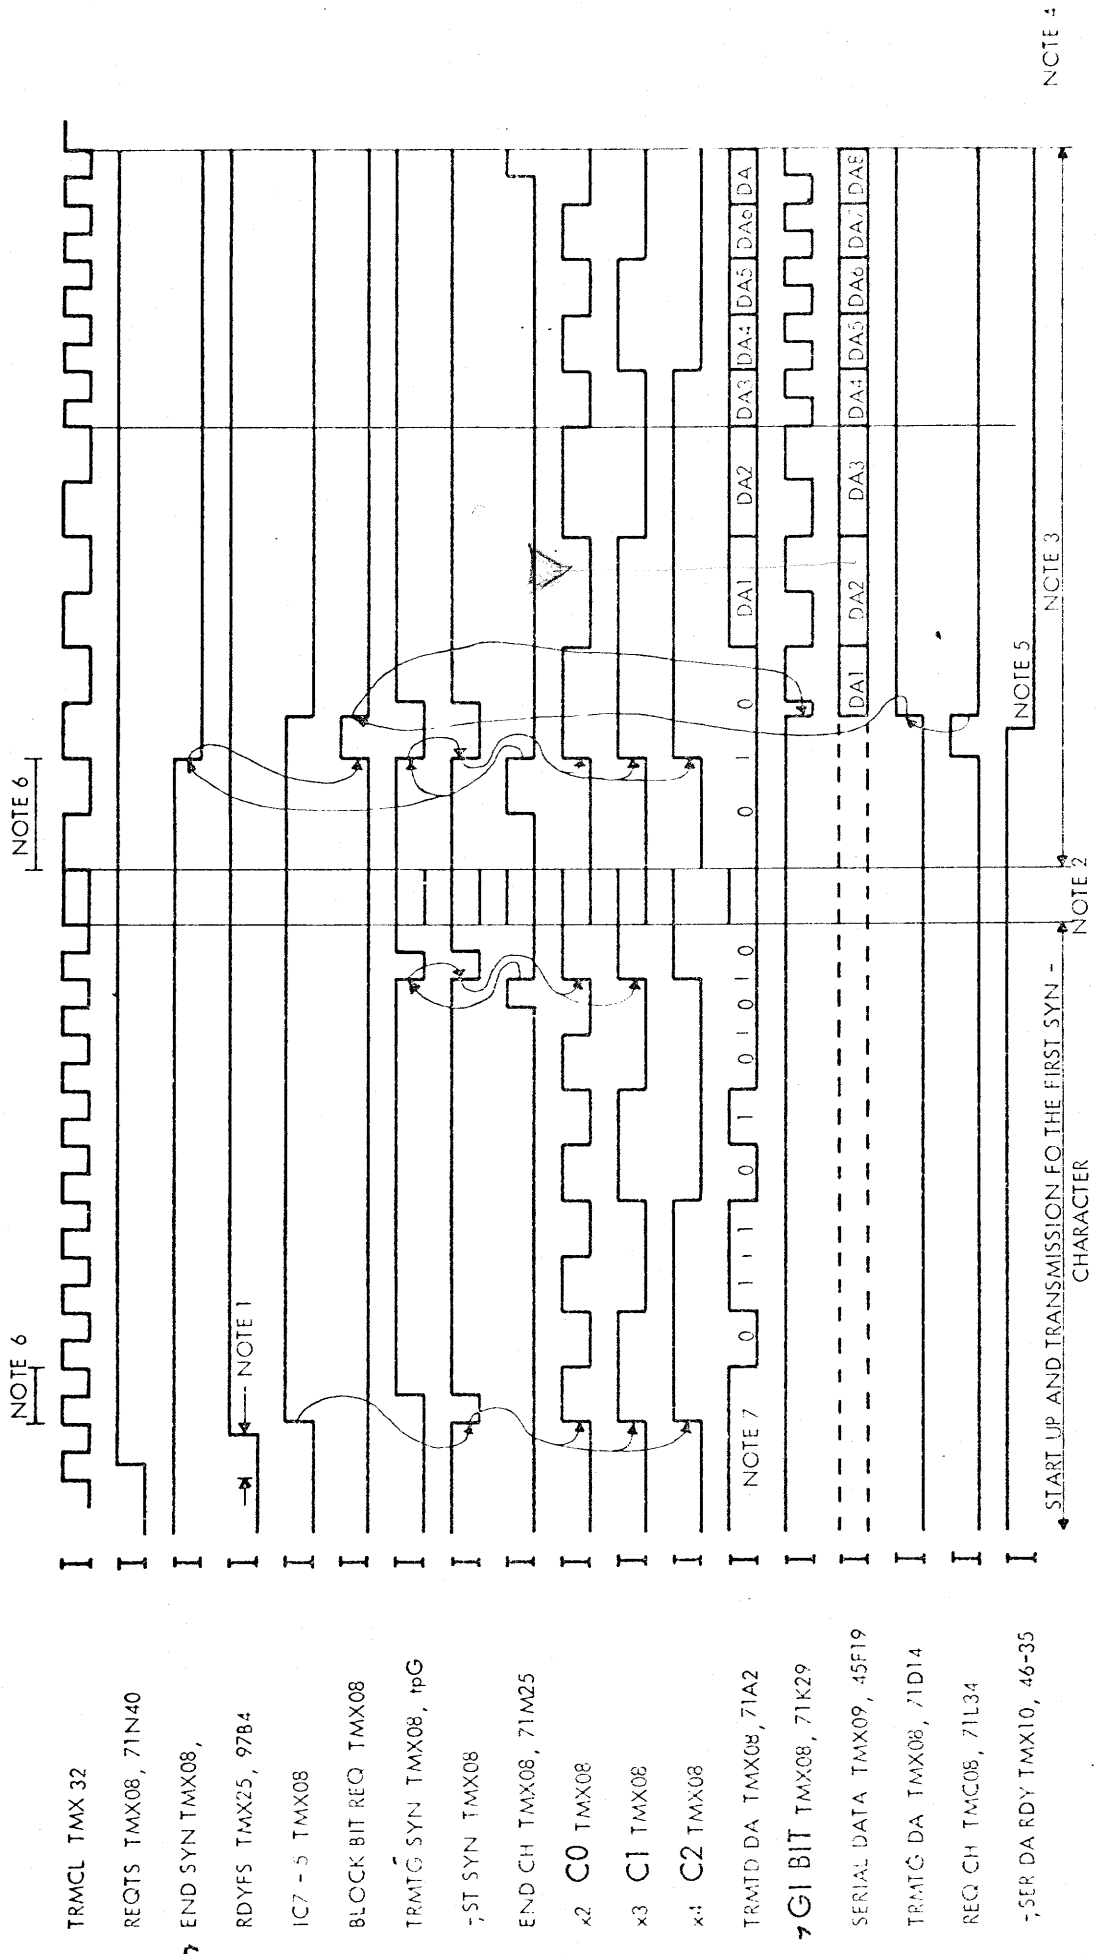 TRMCL TMX 32
REQTS TMX08, 71N40
END SYN TMX08,
RDYFS TMX25, 97B4
IC7 - 5 TMX08
BLOCK BIT REQ TMX08
TRMTG SYN TMX08, tpG
-,ST SYN TMX08
END CH TMX08, 71M25
x2 C0 TMX08
x3 C1 TMX08
x4 C2 TMX08
TRMTD DA TMX08, 71A2
¬GI BIT TMX08, 71K29
SERIAL DATA TMX09, 45F19
TRMTG DA TMX08, 71D14
REQ CH TMC08, 71L34
-,SER DA RDY TMX10, 46-35
NOTE 6
NOTE 6
NOTE 1
NOTE 7
0 1 1 1 0 1 0 1 0 1 0
0 1 0
DA1 DA2 DA3 DA4 DA5 DA6 DA
DA1 DA2 DA3 DA4 DA5 DA6 DA7 DA8
NOTE 5
START UP AND TRANSMISSION FO THE FIRST SYN -
CHARACTER
NOTE 2
NOTE 3
NOTE 4